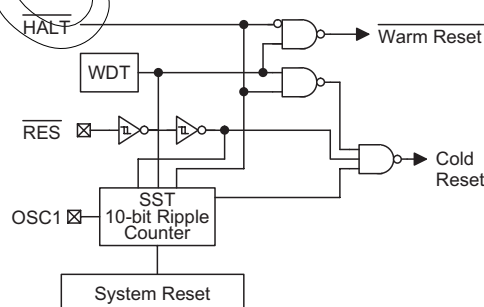 HALT
Warm Reset
WDT
RES
Cold
Reset
SST
10-bit Ripple
Counter
OSC1
System Reset